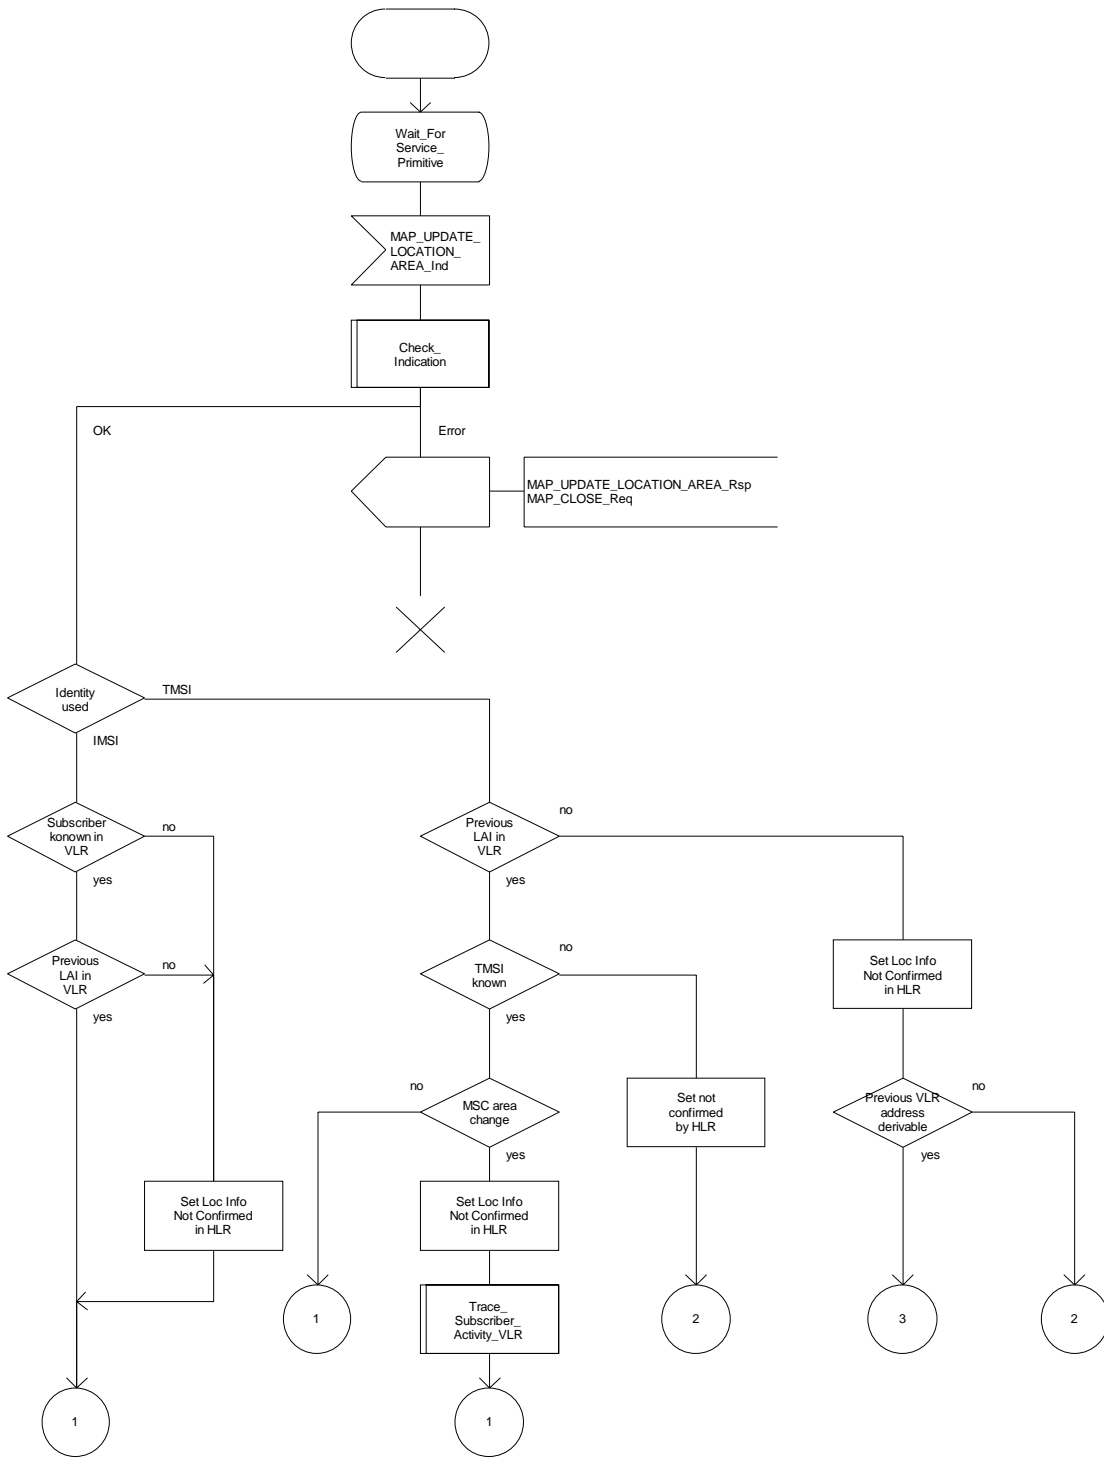 Wait_For
Service_
Primitive
MAP_UPDATE_
LOCATION_
AREA_Ind
Check_
Indication
OK
Error
MAP_UPDATE_LOCATION_AREA_Rsp
MAP_CLOSE_Req
Identity
used
TMSI
IMSI
Subscriber
konown in
VLR
no
yes
Previous
LAI in
VLR
no
yes
Previous
LAI in
VLR
no
yes
TMSI
known
no
yes
Set Loc Info
Not Confirmed
in HLR
no
MSC area
change
yes
Set not
confirmed
by HLR
Previous VLR
address
derivable
no
yes
Set Loc Info
Not Confirmed
in HLR
Set Loc Info
Not Confirmed
in HLR
1
Trace_
Subscriber_
Activity_VLR
2
3
2
1
1